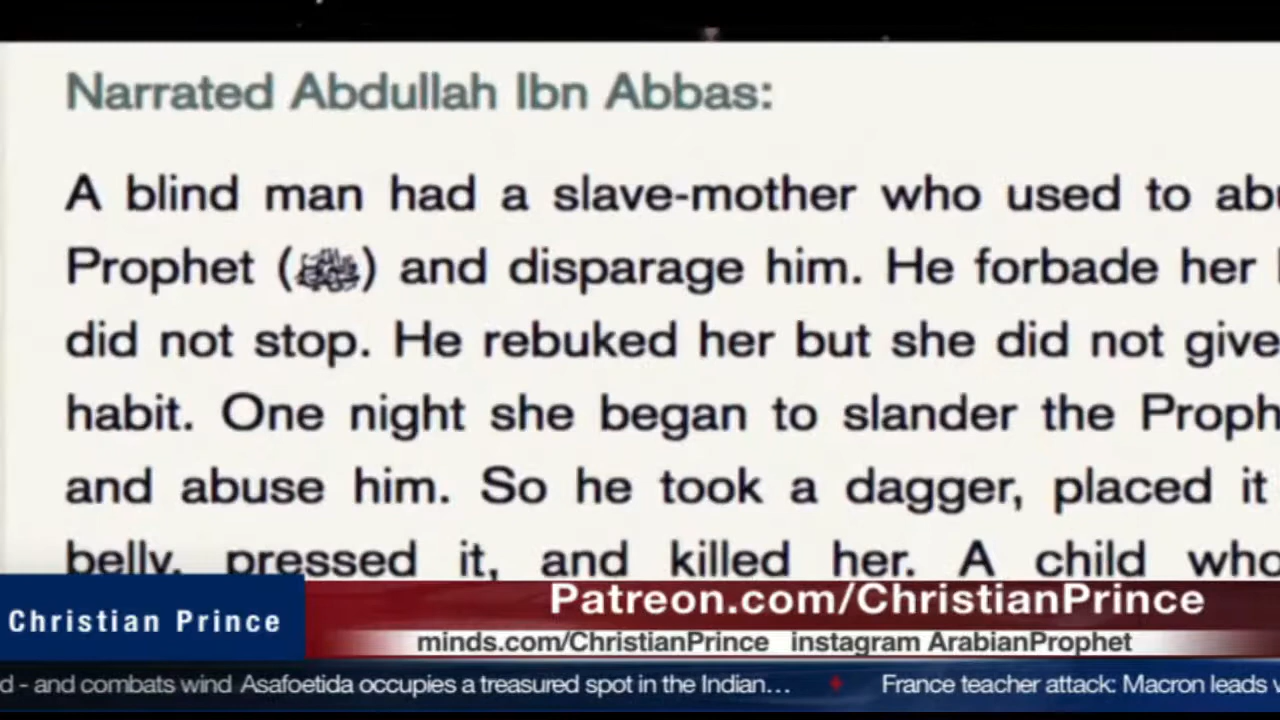 Narrated Abdullah Ibn Abbas:
A blind man had a slave-mother who used to
Prophet (ﷺ) and disparage him. He forbade her
did not stop. He rebuked her but she did not give
habit. One night she began to slander the
and abuse him. So he took a dagger, placed it
belly, pressed it, and killed her. A child
Patreon.com/ChristianPrince
Christian Prince
minds.com/ChristianPrince instagram ArabianProphet
d - and combats wind Asafoetida occupies a treasured spot in the Indian... France teacher attack: Macron leads